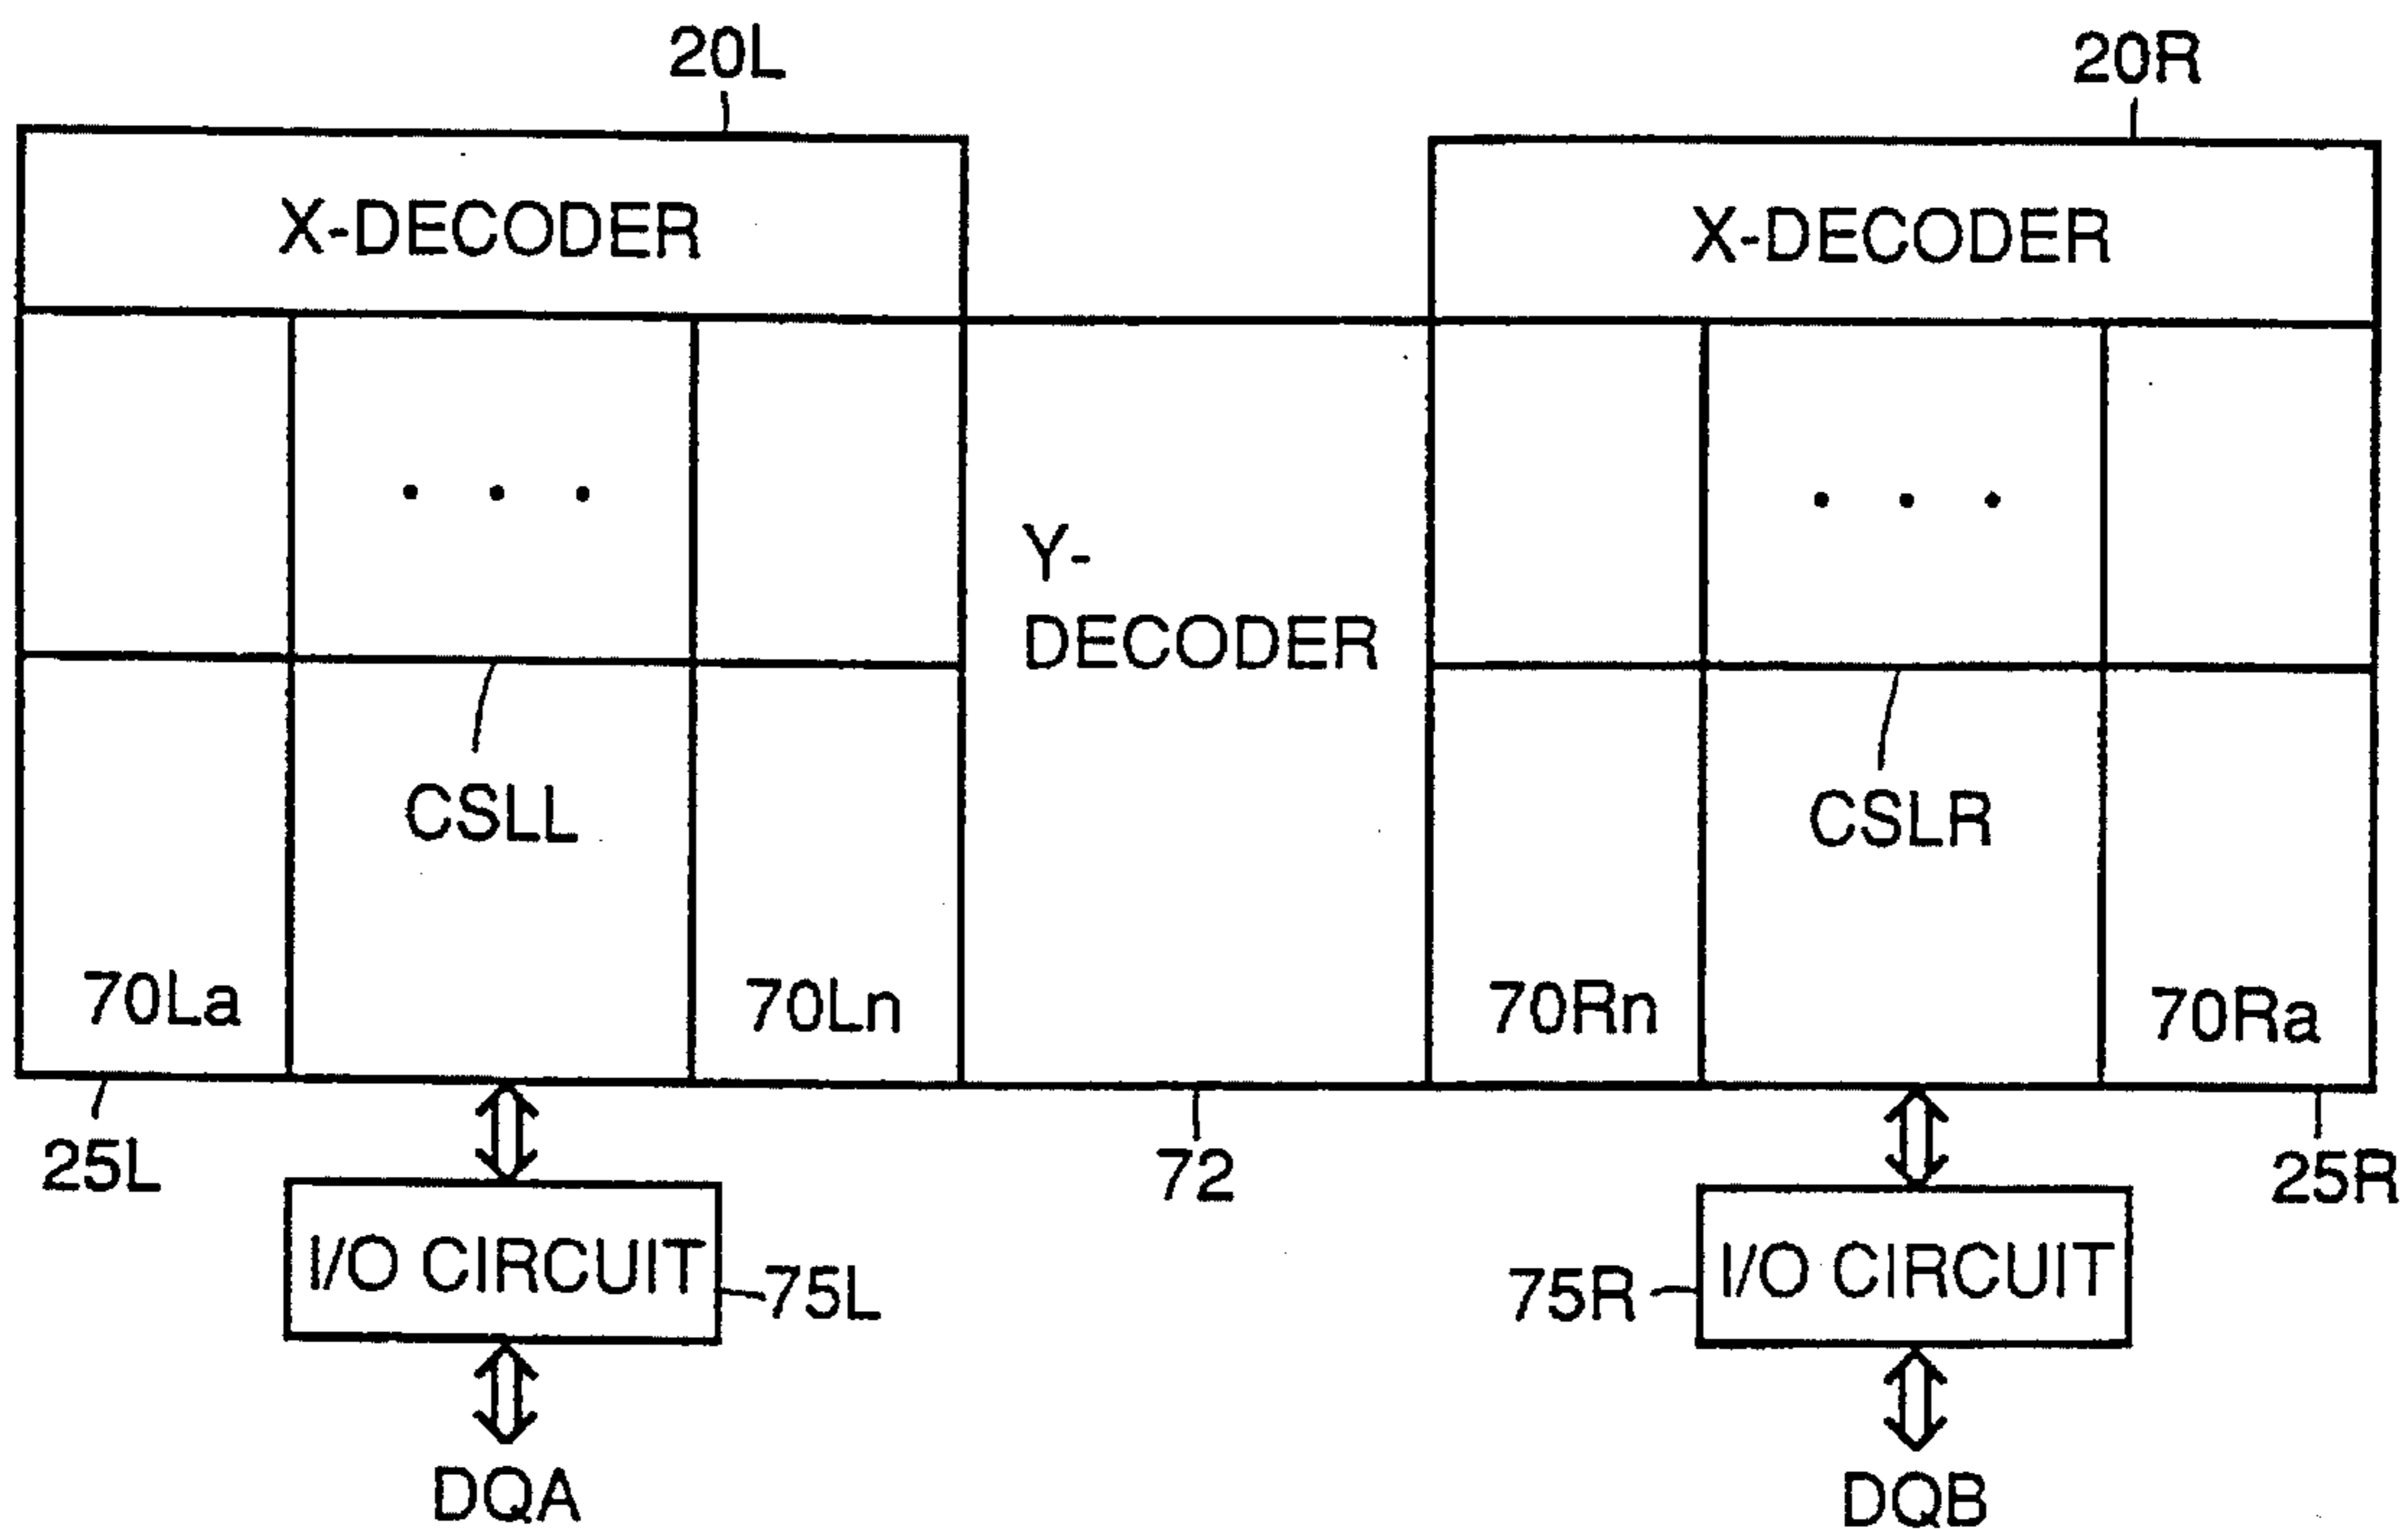 20L
20R
X-DECODER
X-DECODER
Y-
DECODER
CSLL
CSLR
70La
70Ln
70Rn
70Ra
25L
72
25R
I/O CIRCUIT
75L
75R
I/O CIRCUIT
DQA
DQB